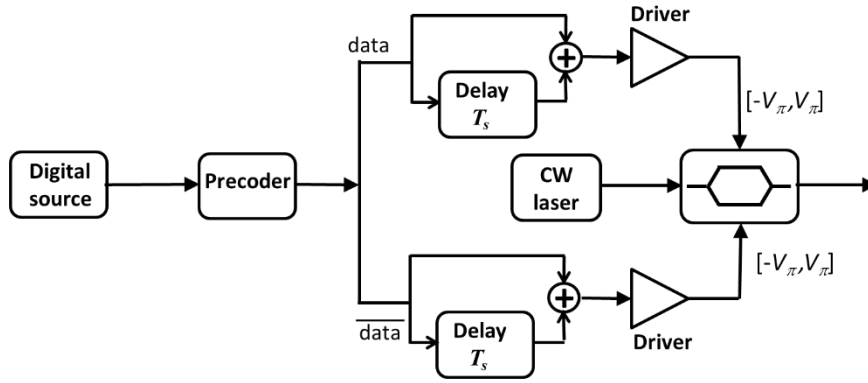 Driver
data
+
Delay
Tₛ
[-Vπ,Vπ]
Digital
source
Precoder
CW
laser
[-Vπ,Vπ]
+
data
Delay
Tₛ
Driver